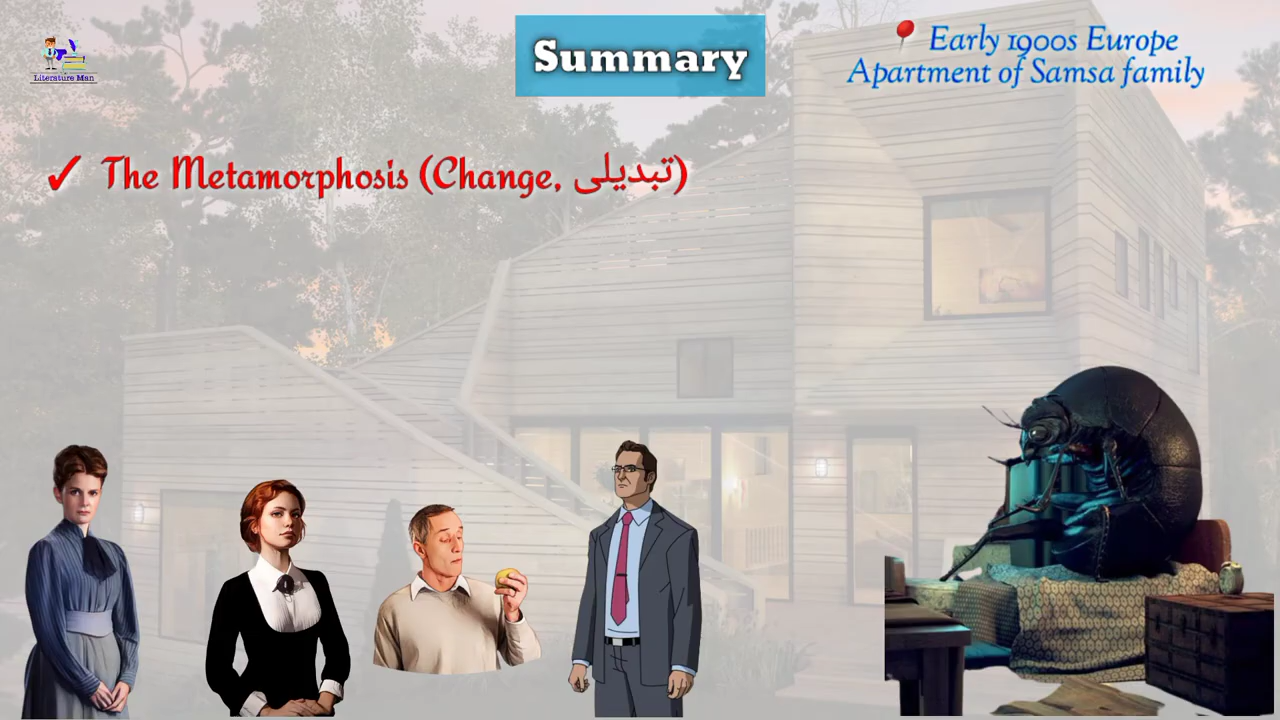 Literature Man
Summary
Early 1900s Europe
Apartment of Samsa family
✓ The Metamorphosis (Change, تبدیلی)